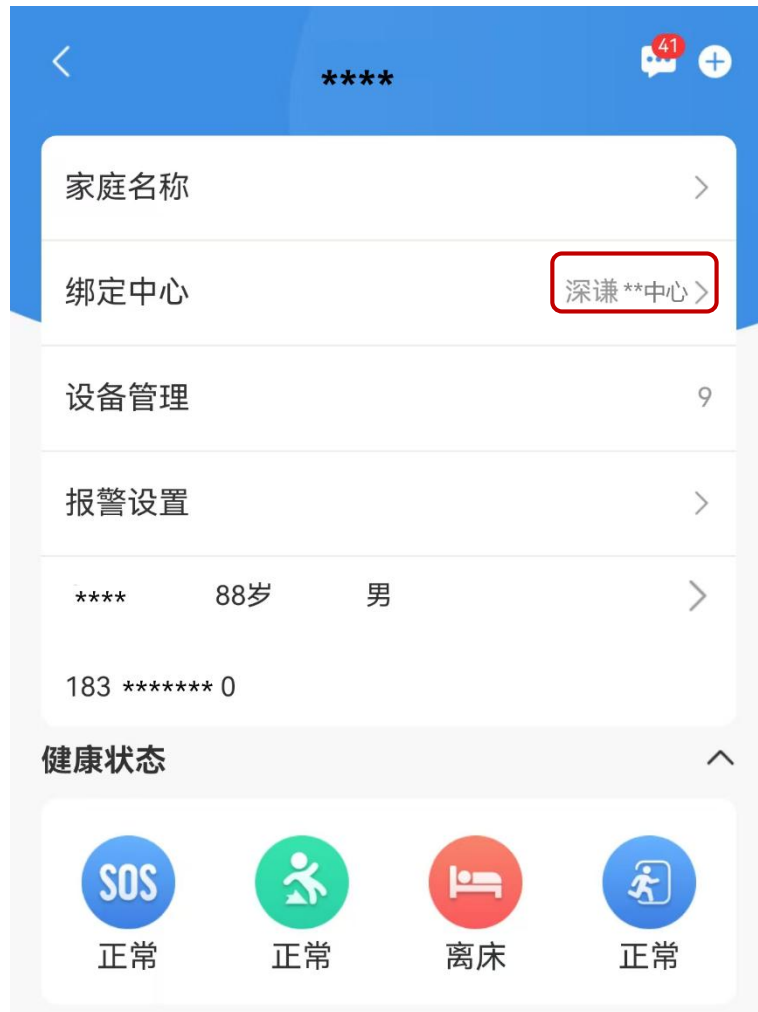 41
****
家庭名称
绑定中心 深谦 **中心
设备管理 9
报警设置
**** 88岁 男
183 ******* 0
健康状态
SOS
正常 正常 离床 正常